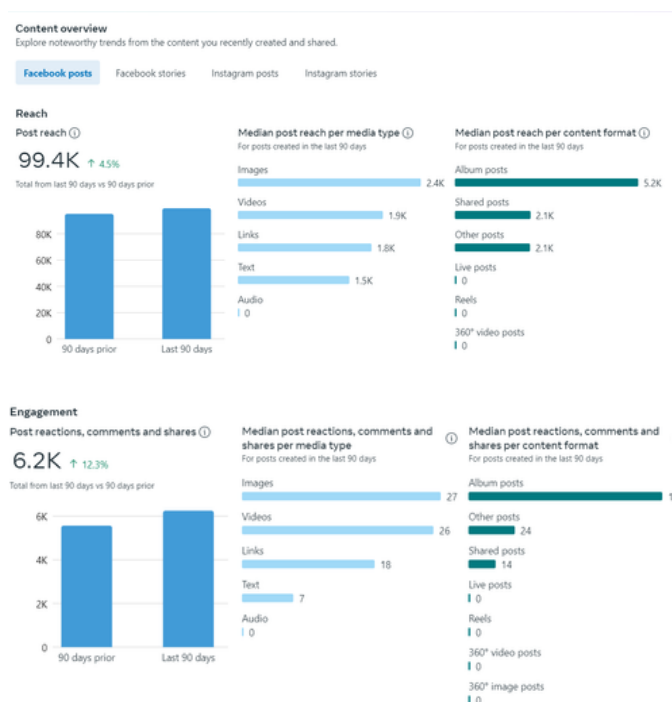 Content overview
Explore noteworthy trends from the content you recently created and shared.
Facebook posts
Facebook stories
Instagram posts
Instagram stories
Reach
Post reach
99.4K ↑ 4.5%
Total from last 90 days vs 90 days prior
80K
60K
40K
20K
0
90 days prior
Last 90 days
Median post reach per media type
For posts created in the last 90 days
Images
2.4K
Videos
1.9K
Links
1.8K
Text
1.5K
Audio
0
Median post reach per content format
For posts created in the last 90 days
Album posts
5.2K
Shared posts
2.1K
Other posts
2.1K
Live posts
0
Reels
0
360° video posts
0
Engagement
Post reactions, comments and shares
6.2K ↑ 12.3%
Total from last 90 days vs 90 days prior
6K
4K
2K
0
90 days prior
Last 90 days
Median post reactions, comments and
shares per media type
For posts created in the last 90 days
Images
27
Videos
26
Links
18
Text
7
Audio
0
Median post reactions, comments and
shares per content format
For posts created in the last 90 days
Album posts
Other posts
24
Shared posts
14
Live posts
0
Reels
0
360° video posts
0
360° image posts
0